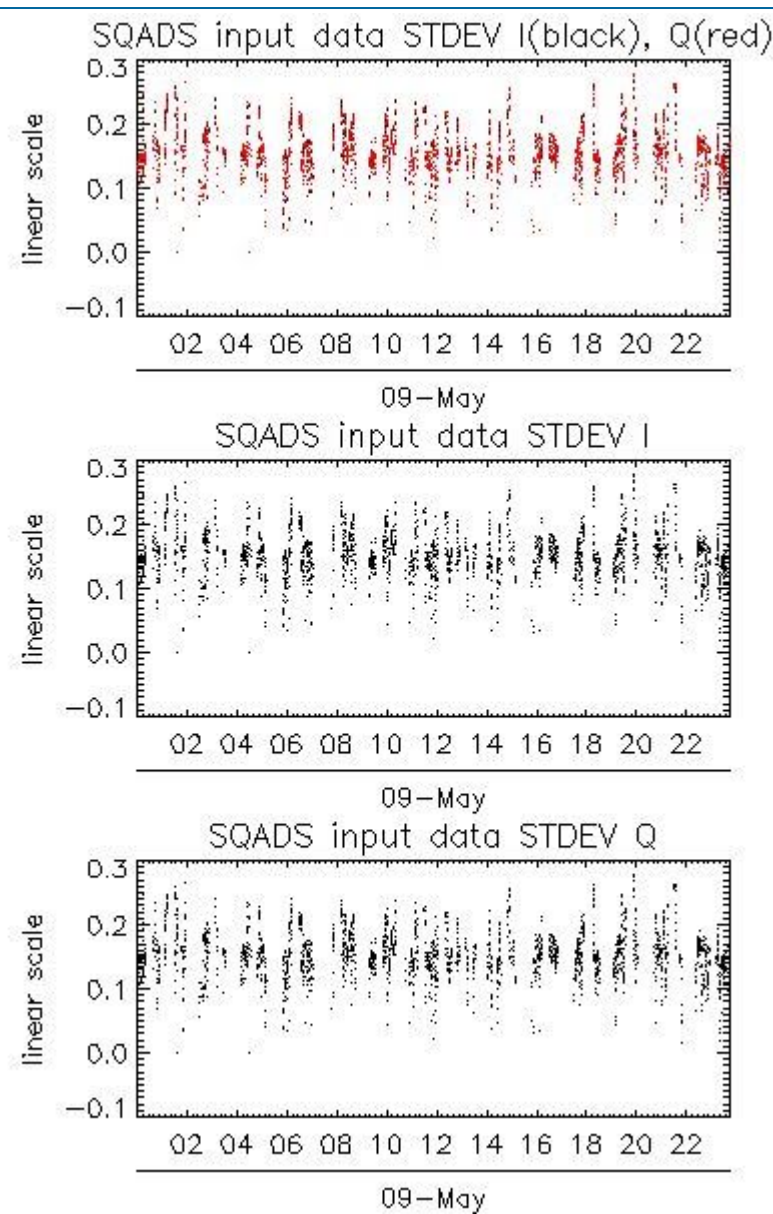 SQADS input data STDEV I(black), Q(red)
0.3
0.2
0.1
0.0
−0.1
linear scale
02 04 06 08 10 12 14 16 18 20 22
09−May
SQADS input data STDEV I
0.3
0.2
0.1
0.0
−0.1
linear scale
02 04 06 08 10 12 14 16 18 20 22
09−May
SQADS input data STDEV Q
0.3
0.2
0.1
0.0
−0.1
linear scale
02 04 06 08 10 12 14 16 18 20 22
09−May